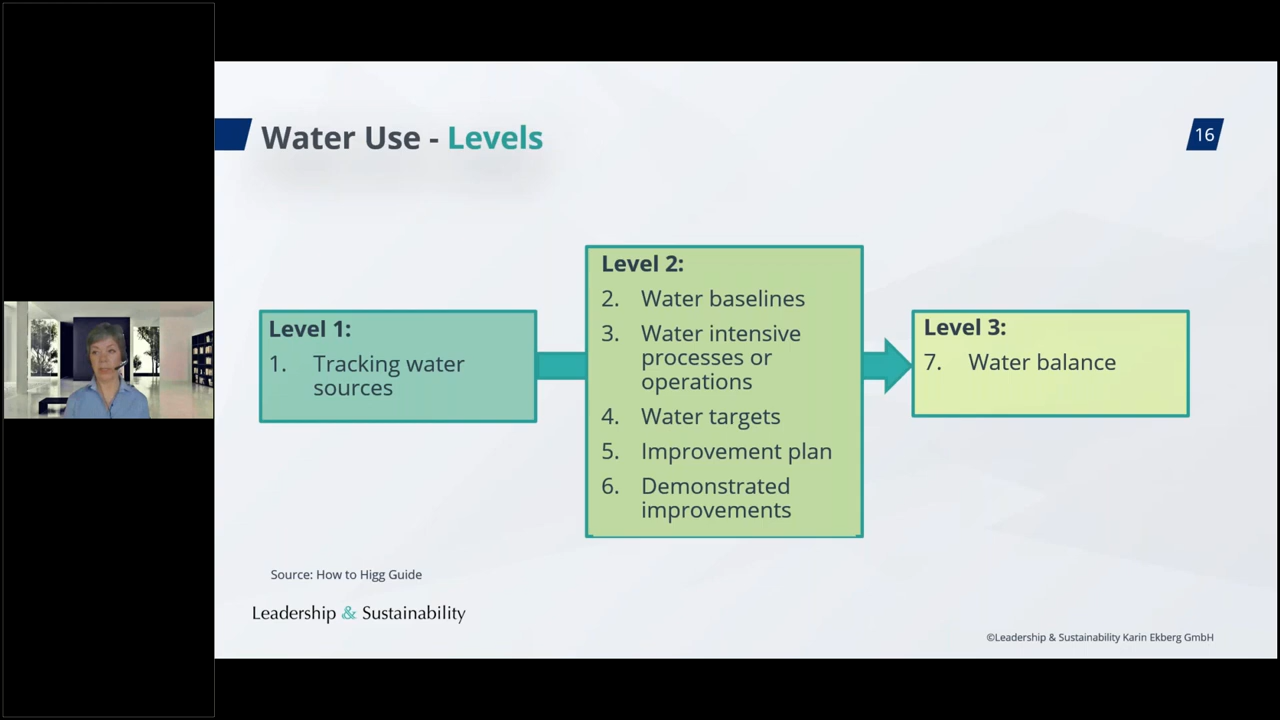 Water Use - Levels
16
Level 1:
1. Tracking water
sources
Level 2:
2. Water baselines
3. Water intensive
processes or
operations
4. Water targets
5. Improvement plan
6. Demonstrated
improvements
Level 3:
7. Water balance
Source: How to Higg Guide
Leadership & Sustainability
©Leadership & Sustainability Karin Ekberg GmbH